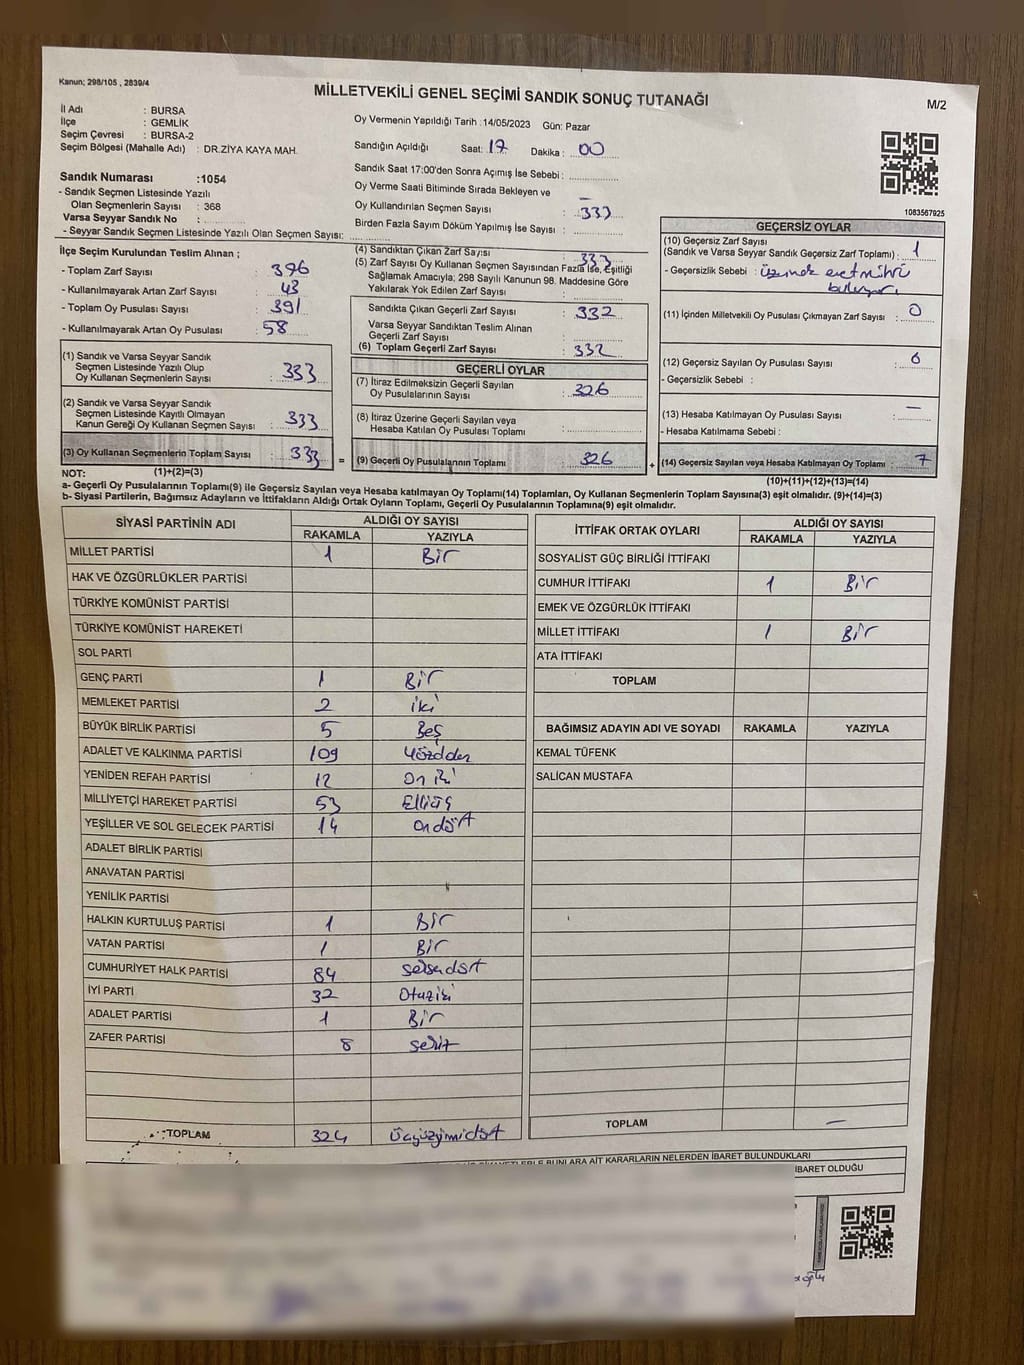 Kanun; 298/105 , 2839/4
MİLLETVEKİLİ GENEL SEÇİMİ SANDIK SONUÇ TUTANAĞI
M/2
İl Adı : BURSA
İlçe : GEMLİK
Seçim Çevresi : BURSA-2
Seçim Bölgesi (Mahalle Adı) : DR.ZİYA KAYA MAH.
Sandık Numarası : 1054
- Sandık Seçmen Listesinde Yazılı
Olan Seçmenlerin Sayısı : 368
Varsa Seyyar Sandık No :
- Seyyar Sandık Seçmen Listesinde Yazılı Olan Seçmen Sayısı:
Oy Vermenin Yapıldığı Tarih :14/05/2023 Gün: Pazar
Sandığın Açıldığı Saat: 17 Dakika : 00
Sandık Saat 17:00'den Sonra Açımış İse Sebebi :
Oy Verme Saati Bitiminde Sırada Bekleyen ve
Oy Kullandırılan Seçmen Sayısı : 333
Birden Fazla Sayım Döküm Yapılmış İse Sayısı :
1083567925
İlçe Seçim Kurulundan Teslim Alınan ;
- Toplam Zarf Sayısı : 376
- Kullanılmayarak Artan Zarf Sayısı : 43
- Toplam Oy Pusulası Sayısı : 391
- Kullanılmayarak Artan Oy Pusulası : 58
(1) Sandık ve Varsa Seyyar Sandık
Seçmen Listesinde Yazılı Olup
Oy Kullanan Seçmenlerin Sayısı : 333
(2) Sandık ve Varsa Seyyar Sandık
Seçmen Listesinde Kayıtlı Olmayan
Kanun Gereği Oy Kullanan Seçmen Sayısı : 333
(3) Oy Kullanan Seçmenlerin Toplam Sayısı : 333
(4) Sandıktan Çıkan Zarf Sayısı : 333
(5) Zarf Sayısı Oy Kullanan Seçmen Sayısından Fazla İse, Eşitliği
Sağlamak Amacıyla; 298 Sayılı Kanunun 98. Maddesine Göre
Yakılarak Yok Edilen Zarf Sayısı :
Sandıkta Çıkan Geçerli Zarf Sayısı : 332
Varsa Seyyar Sandıktan Teslim Alınan
Geçerli Zarf Sayısı :
(6) Toplam Geçerli Zarf Sayısı : 332
GEÇERLİ OYLAR
(7) İtiraz Edilmeksizin Geçerli Sayılan
Oy Pusulalarının Sayısı : 326
(8) İtiraz Üzerine Geçerli Sayılan veya
Hesaba Katılan Oy Pusulası Toplamı :
= (9) Geçerli Oy Pusulalarının Toplamı : 326
GEÇERSİZ OYLAR
(10) Geçersiz Zarf Sayısı
(Sandık ve Varsa Seyyar Sandık Geçersiz Zarf Toplamı) : 1
- Geçersizlik Sebebi :
(11) İçinden Milletvekili Oy Pusulası Çıkmayan Zarf Sayısı : 0
(12) Geçersiz Sayılan Oy Pusulası Sayısı : 6
- Geçersizlik Sebebi :
(13) Hesaba Katılmayan Oy Pusulası Sayısı : —
- Hesaba Katılmama Sebebi :
+ (14) Geçersiz Sayılan veya Hesaba Katılmayan Oy Toplamı : 7
NOT: (1)+(2)=(3)
(10)+(11)+(12)+(13)=(14)
a- Geçerli Oy Pusulalarının Toplamı(9) ile Geçersiz Sayılan veya Hesaba katılmayan Oy Toplamı(14) Toplamları, Oy Kullanan Seçmenlerin Toplam Sayısına(3) eşit olmalıdır. (9)+(14)=(3)
b- Siyasi Partilerin, Bağımsız Adayların ve İttifakların Aldığı Ortak Oyların Toplamı, Geçerli Oy Pusulalarının Toplamına(9) eşit olmalıdır.
SİYASİ PARTİNİN ADI ALDIĞI OY SAYISI
RAKAMLA YAZIYLA
MİLLET PARTİSİ 1 Bir
HAK VE ÖZGÜRLÜKLER PARTİSİ
TÜRKİYE KOMÜNİST PARTİSİ
TÜRKİYE KOMÜNİST HAREKETİ
SOL PARTİ
GENÇ PARTİ 1 Bir
MEMLEKET PARTİSİ 2 iki
BÜYÜK BİRLİK PARTİSİ 5 Beş
ADALET VE KALKINMA PARTİSİ 109
YENİDEN REFAH PARTİSİ 12 On iki
MİLLİYETÇİ HAREKET PARTİSİ 53 Elliüç
YEŞİLLER VE SOL GELECEK PARTİSİ 14 ondört
ADALET BİRLİK PARTİSİ
ANAVATAN PARTİSİ
YENİLİK PARTİSİ
HALKIN KURTULUŞ PARTİSİ 1 Bir
VATAN PARTİSİ 1 Bir
CUMHURİYET HALK PARTİSİ 84 seksendört
İYİ PARTİ 32 Otuziki
ADALET PARTİSİ 1 Bir
ZAFER PARTİSİ 8 sekiz
TOPLAM 324 Üçyüzyirmidört
İTTİFAK ORTAK OYLARI ALDIĞI OY SAYISI
RAKAMLA YAZIYLA
SOSYALİST GÜÇ BİRLİĞİ İTTİFAKI
CUMHUR İTTİFAKI 1 Bir
EMEK VE ÖZGÜRLÜK İTTİFAKI
MİLLET İTTİFAKI 1 Bir
ATA İTTİFAKI
TOPLAM
BAĞIMSIZ ADAYIN ADI VE SOYADI RAKAMLA YAZIYLA
KEMAL TÜFENK
SALİCAN MUSTAFA
TOPLAM —
BUNLARA AİT KARARLARIN NELERDEN İBARET BULUNDUKLARI
İBARET OLDUĞU